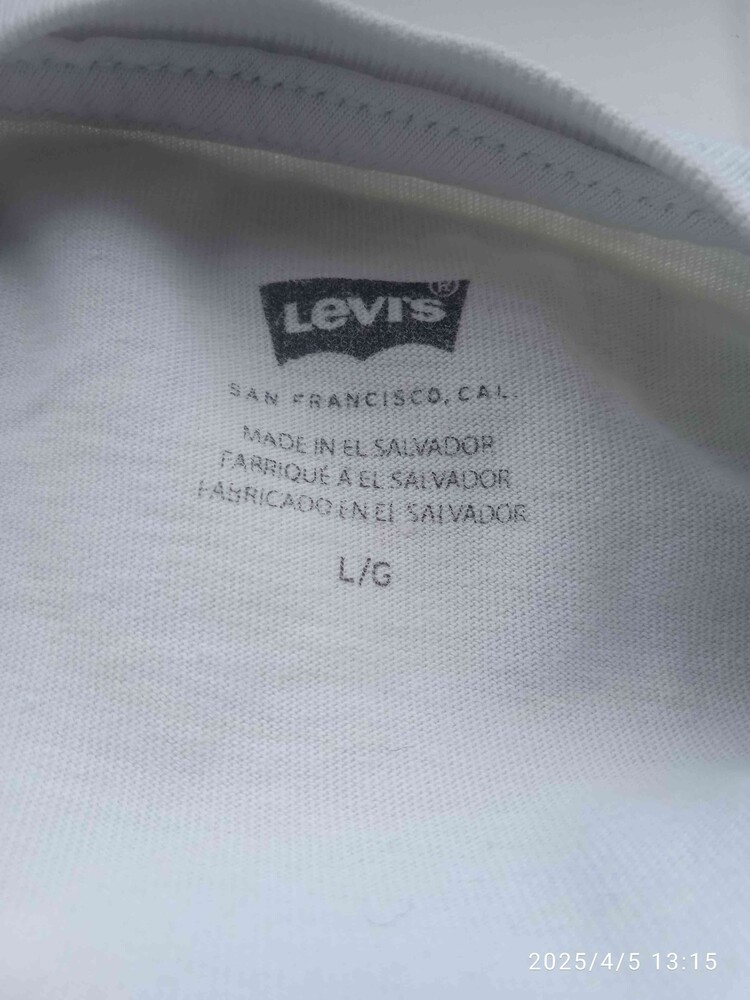 Levi's®
SAN FRANCISCO, CAL.
MADE IN EL SALVADOR
FABRIQUÉ A EL SALVADOR
FABRICADO EN EL SALVADOR
L/G
2025/4/5 13:15